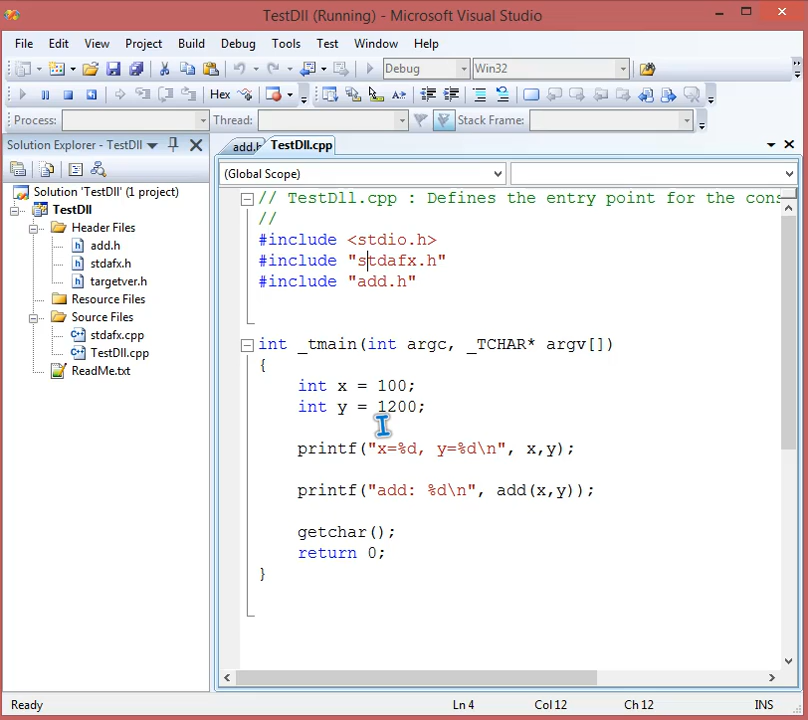 TestDll (Running) - Microsoft Visual Studio
File Edit View Project Build Debug Tools Test Window Help
Debug Win32
Hex
Process: Thread: Stack Frame:
Solution Explorer - TestDll
add.h TestDll.cpp
(Global Scope)
Solution 'TestDll' (1 project)
TestDll
Header Files
add.h
stdafx.h
targetver.h
Resource Files
Source Files
stdafx.cpp
TestDll.cpp
ReadMe.txt
// TestDll.cpp : Defines the entry point for the cons
//
#include <stdio.h>
#include "stdafx.h"
#include "add.h"
int _tmain(int argc, _TCHAR* argv[])
{
int x = 100;
int y = 1200;
printf("x=%d, y=%d\n", x,y);
printf("add: %d\n", add(x,y));
getchar();
return 0;
}
Ready Ln 4 Col 12 Ch 12 INS